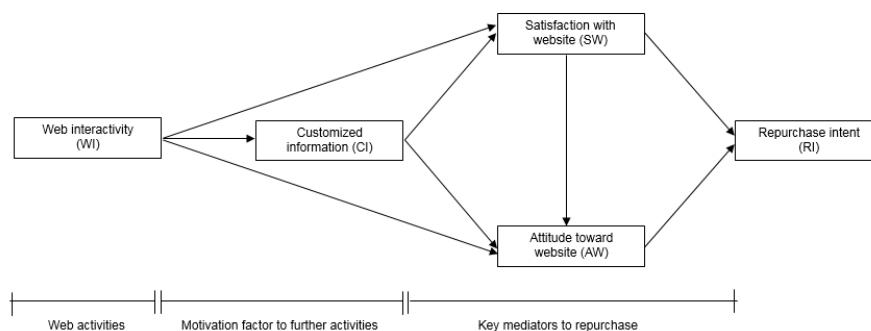 Satisfaction with
website (SW)
Web interactivity
(WI)
Customized
information (CI)
Repurchase intent
(RI)
Attitude toward
website (AW)
Web activities
Motivation factor to further activities
Key mediators to repurchase